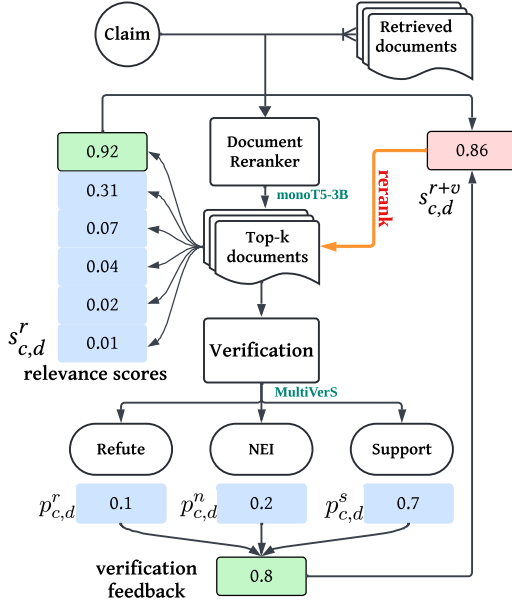 Claim
Retrieved
documents
0.92
0.31
0.07
0.04
0.02
0.01
s^r_{c,d}
relevance scores
Document
Reranker
monoT5-3B
Top-k
documents
rerank
0.86
s^{r+v}_{c,d}
Verification
MultiVerS
Refute
NEI
Support
p^r_{c,d}
0.1
p^n_{c,d}
0.2
p^s_{c,d}
0.7
verification
feedback
0.8